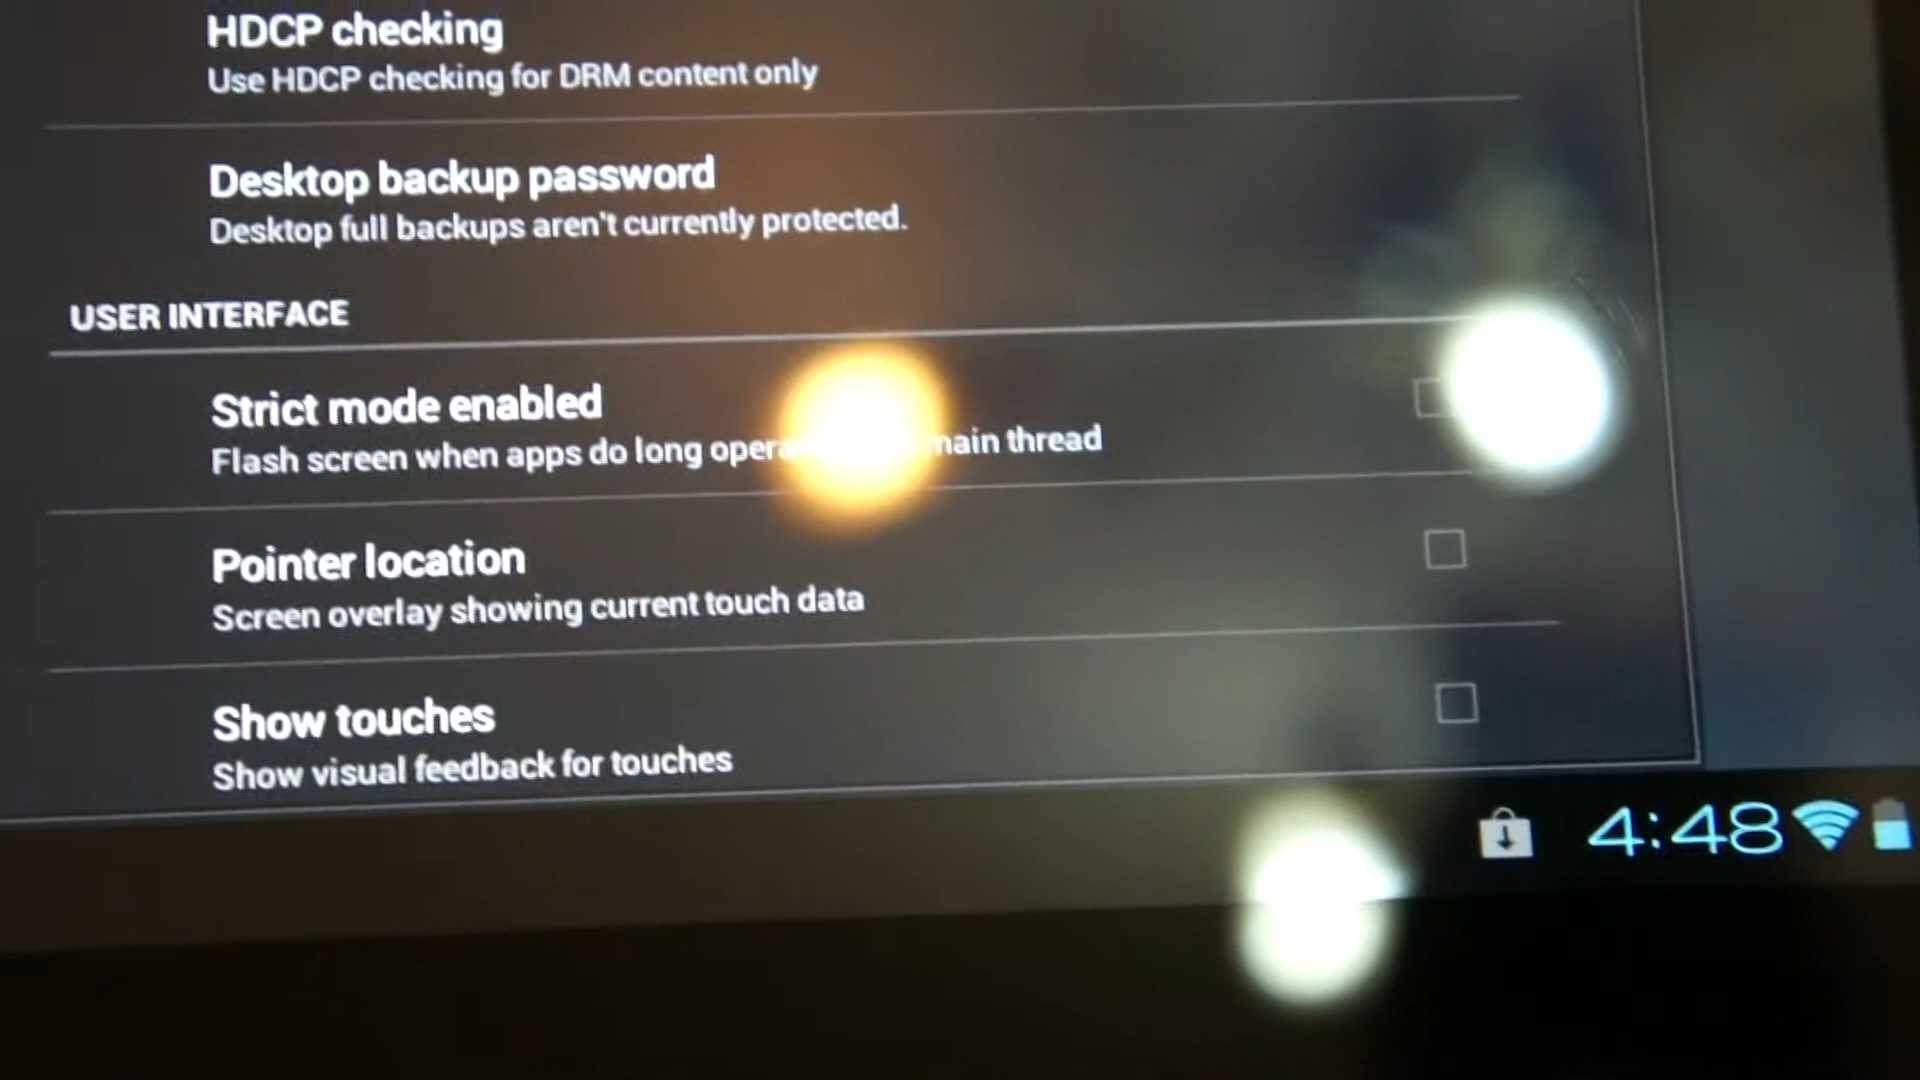 HDCP checking
Use HDCP checking for DRM content only
Desktop backup password
Desktop full backups aren't currently protected.
USER INTERFACE
Strict mode enabled
Flash screen when apps do long main thread
Pointer location
Screen overlay showing current touch data
Show touches
Show visual feedback for touches
4:48